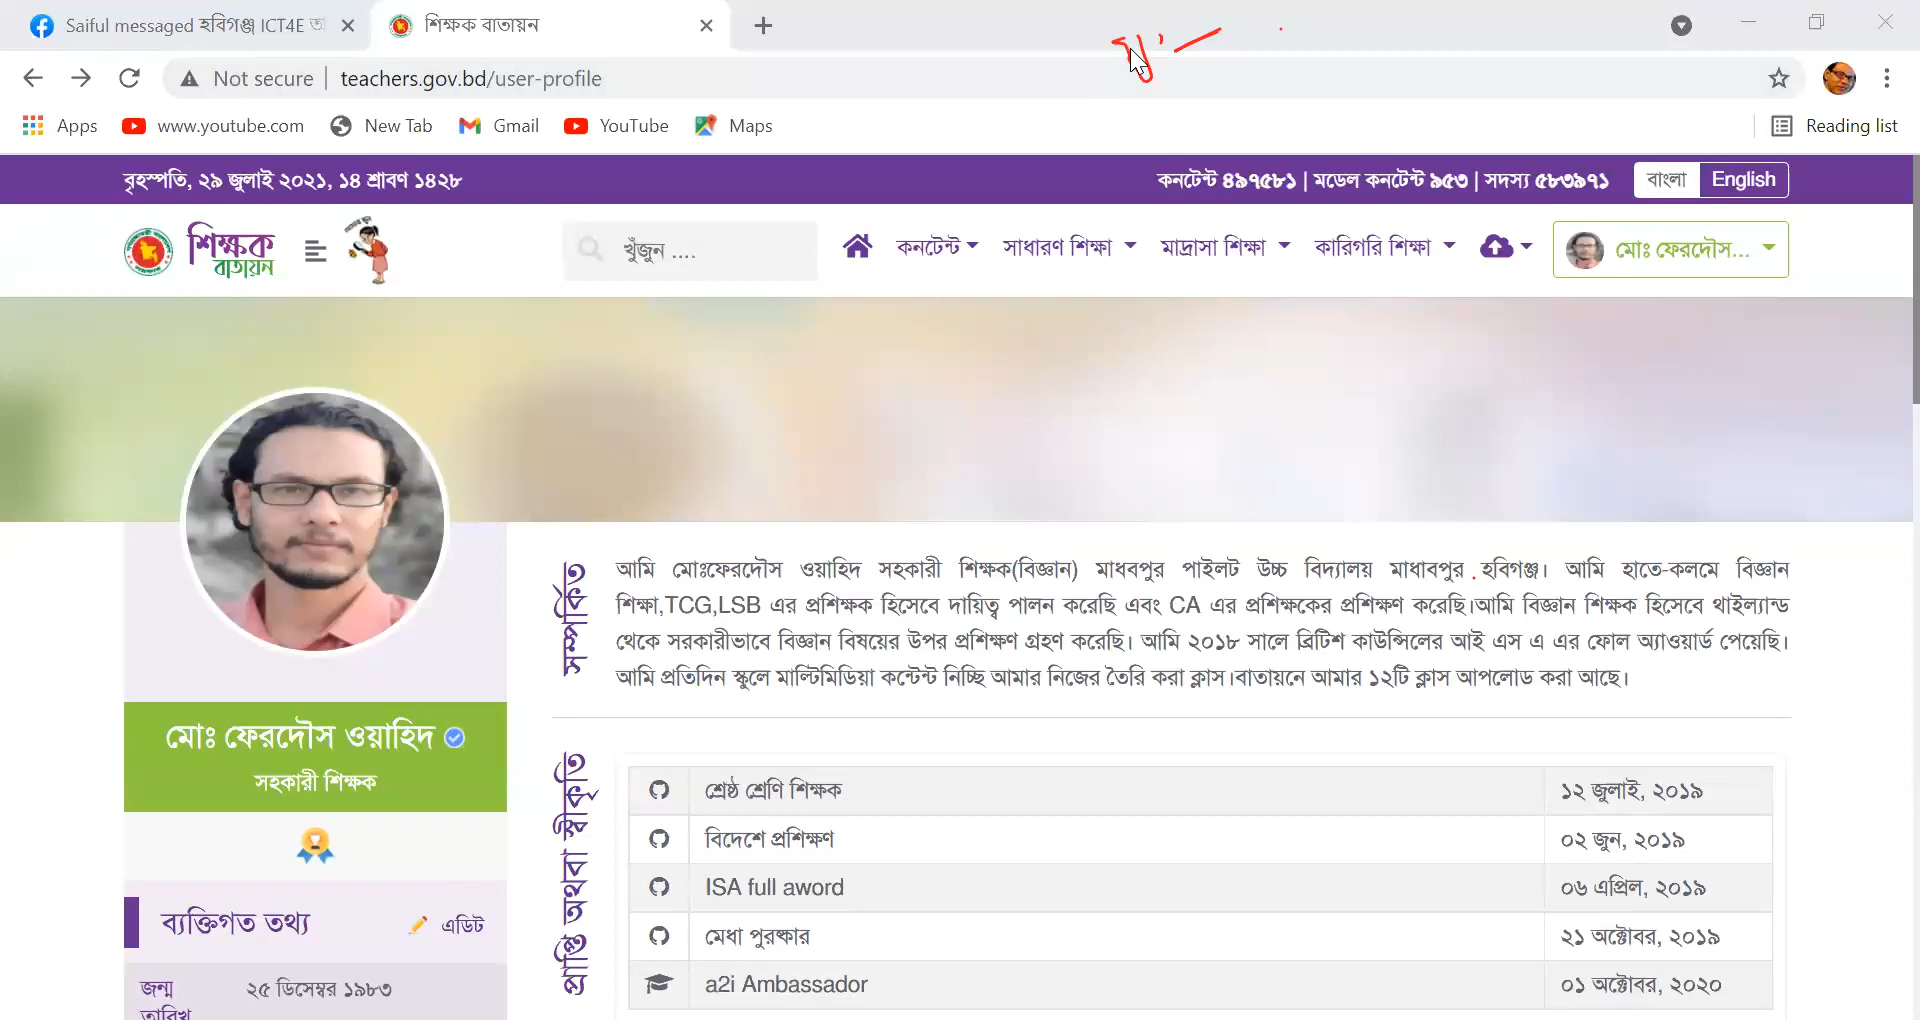 Saiful messaged হবিগঞ্জ ICT4E
শিক্ষক বাতায়ন
Not secure | teachers.gov.bd/user-profile
Apps www.youtube.com New Tab Gmail YouTube Maps Reading list
বৃহস্পতি, ২৯ জুলাই ২০২১, ১৪ শ্রাবণ ১৪২৮
কনটেন্ট ৪৯৭৫৮১ | মডেল কনটেন্ট ৯৫৩ | সদস্য ৫৮৩৯৭১
বাংলা English
শিক্ষক
বাতায়ন
খুঁজুন ....
কনটেন্ট সাধারণ শিক্ষা মাদ্রাসা শিক্ষা কারিগরি শিক্ষা
মোঃ ফেরদৌস...
সম্পর্কিত
আমি মোঃফেরদৌস ওয়াহিদ সহকারী শিক্ষক(বিজ্ঞান) মাধবপুর পাইলট উচ্চ বিদ্যালয় মাধাবপুর হবিগঞ্জ। আমি হাতে-কলমে বিজ্ঞান
শিক্ষা,TCG,LSB এর প্রশিক্ষক হিসেবে দায়িত্ব পালন করেছি এবং CA এর প্রশিক্ষকের প্রশিক্ষণ করেছি।আমি বিজ্ঞান শিক্ষক হিসেবে থাইল্যান্ড
থেকে সরকারীভাবে বিজ্ঞান বিষয়ের উপর প্রশিক্ষণ গ্রহণ করেছি। আমি ২০১৮ সালে ব্রিটিশ কাউন্সিলের আই এস এ এর ফোল অ্যাওয়ার্ড পেয়েছি।
আমি প্রতিদিন স্কুলে মাল্টিমিডিয়া কন্টেন্ট নিচ্ছি আমার নিজের তৈরি করা ক্লাস।বাতায়নে আমার ১২টি ক্লাস আপলোড করা আছে।
মোঃ ফেরদৌস ওয়াহিদ
সহকারী শিক্ষক
ব্যক্তিগত তথ্য এডিট
জন্ম ২৫ ডিসেম্বর ১৯৮৩
তারিখ
প্রাপ্তি অথবা স্বীকৃতি
শ্রেষ্ঠ শ্রেণি শিক্ষক ১২ জুলাই, ২০১৯
বিদেশে প্রশিক্ষণ ০২ জুন, ২০১৯
ISA full aword ০৬ এপ্রিল, ২০১৯
মেধা পুরষ্কার ২১ অক্টোবর, ২০১৯
a2i Ambassador ০১ অক্টোবর, ২০২০